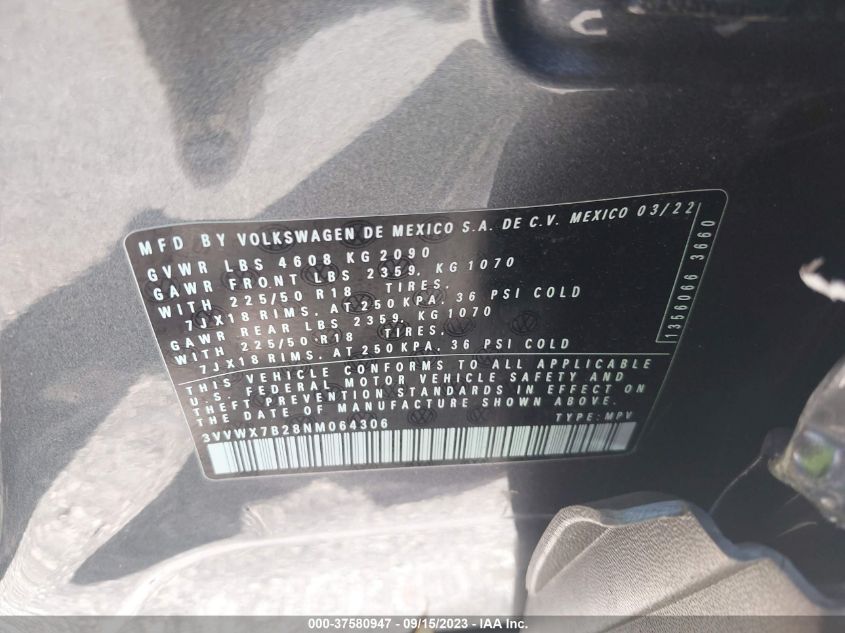 C
MFD BY VOLKSWAGEN DE MEXICO S.A. DE C.V. MEXICO 03/22
GVWR LBS 4608 KG 2090
GAWR FRONT LBS 2359. KG 1070
WITH 225/50 R18 TIRES.
7JX18 RIMS. AT 250 KPA. 36 PSI COLD
GAWR REAR LBS 2359. KG 1070
WITH 225/50 R18 TIRES.
7JX18 RIMS. AT 250 KPA. 36 PSI COLD
THIS VEHICLE CONFORMS TO ALL APPLICABLE
U.S. FEDERAL MOTOR VEHICLE SAFETY AND
THEFT PREVENTION STANDARDS IN EFFECT ON
THE DATE OF MANUFACTURE SHOWN ABOVE.
3VVWX7B28NM064306 TYPE: MPV
1356066 3660
000-37580947 - 09/15/2023 - IAA Inc.